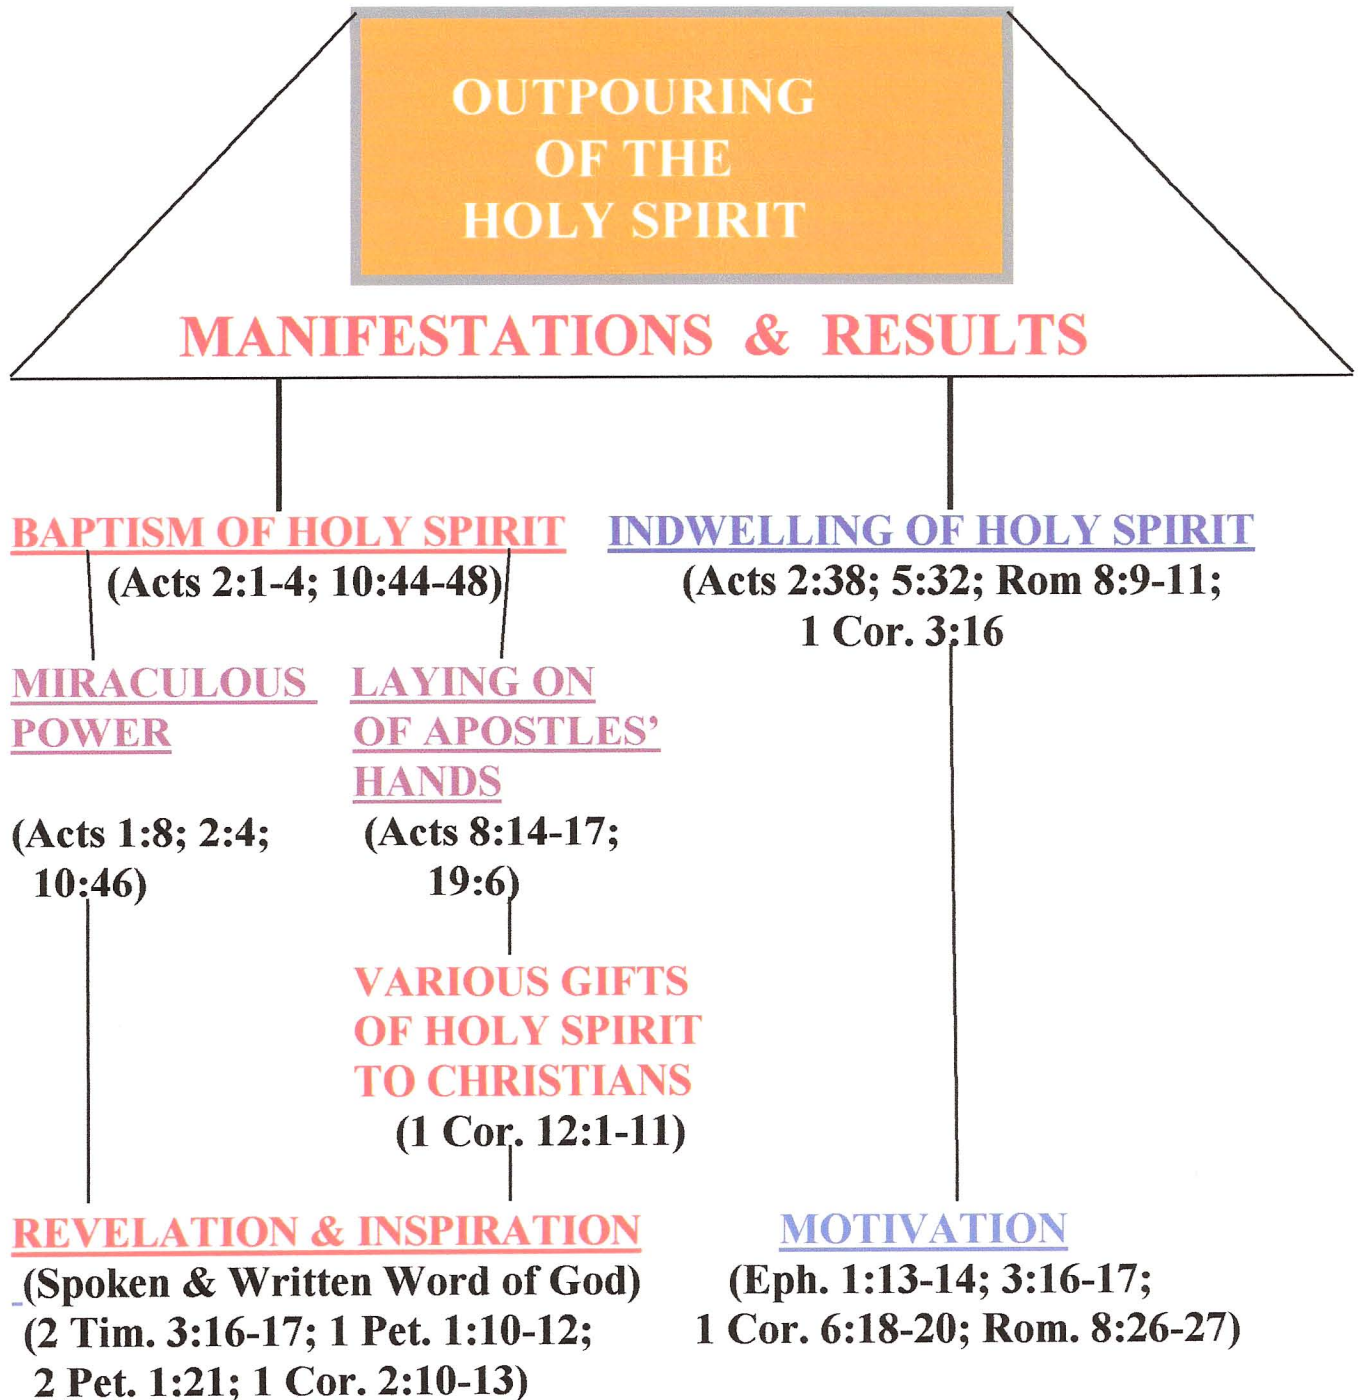 OUTPOURING
OF THE
HOLY SPIRIT
MANIFESTATIONS & RESULTS
BAPTISM OF HOLY SPIRIT
(Acts 2:1-4; 10:44-48)
MIRACULOUS
POWER
(Acts 1:8; 2:4;
10:46)
LAYING ON
OF APOSTLES’
HANDS
(Acts 8:14-17;
19:6)
VARIOUS GIFTS
OF HOLY SPIRIT
TO CHRISTIANS
(1 Cor. 12:1-11)
REVELATION & INSPIRATION
(Spoken & Written Word of God)
(2 Tim. 3:16-17; 1 Pet. 1:10-12;
2 Pet. 1:21; 1 Cor. 2:10-13)
INDWELLING OF HOLY SPIRIT
(Acts 2:38; 5:32; Rom 8:9-11;
1 Cor. 3:16
MOTIVATION
(Eph. 1:13-14; 3:16-17;
1 Cor. 6:18-20; Rom. 8:26-27)